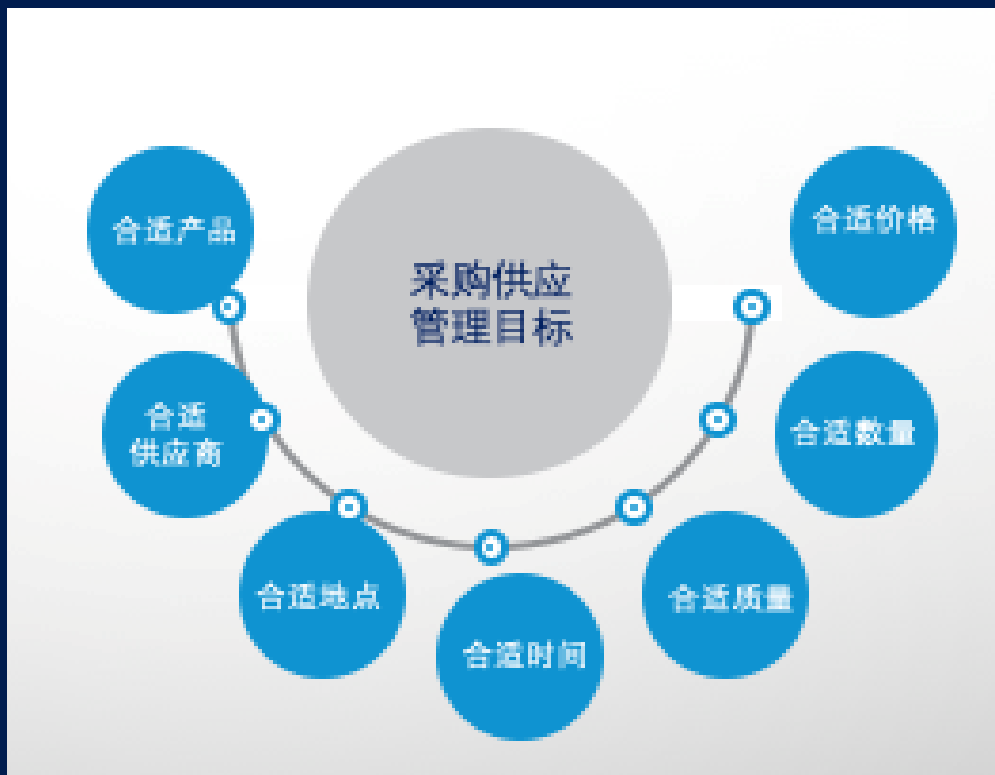 采购供应
管理目标
合适产品
合适
供应商
合适地点
合适时间
合适质量
合适数量
合适价格